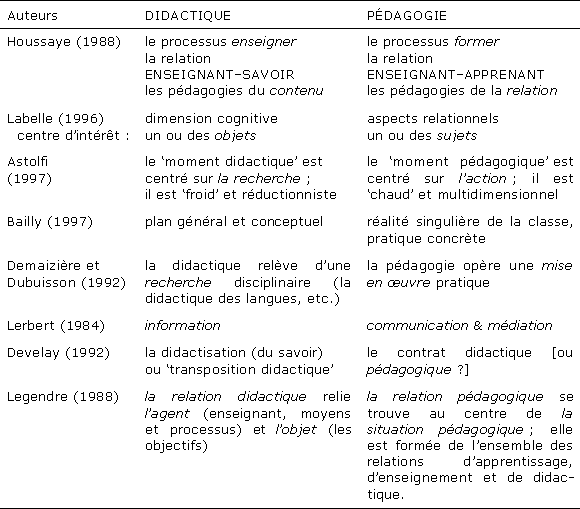 Auteurs DIDACTIQUE PÉDAGOGIE
Houssaye (1988) le processus enseigner le processus former
la relation la relation
ENSEIGNANT–SAVOIR ENSEIGNANT–APPRENANT
les pédagogies du contenu les pédagogies de la relation
Labelle (1996) dimension cognitive aspects relationnels
centre d’intérêt : un ou des objets un ou des sujets
Astolfi le ‘moment didactique’ est le ‘moment pédagogique’ est
(1997) centré sur la recherche ; centré sur l’action ; il est
il est ‘froid’ et réductionniste ‘chaud’ et multidimensionnel
Bailly (1997) plan général et conceptuel réalité singulière de la classe,
pratique concrète
Demaizière et la didactique relève d’une la pédagogie opère une mise
Dubuisson (1992) recherche disciplinaire (la en œuvre pratique
didactique des langues, etc.)
Lerbert (1984) information communication & médiation
Develay (1992) la didactisation (du savoir) le contrat didactique [ou
ou ‘transposition didactique’ pédagogique ?]
Legendre (1988) la relation didactique relie la relation pédagogique se
l’agent (enseignant, moyens trouve au centre de la
et processus) et l’objet (les situation pédagogique ; elle
objectifs) est formée de l’ensemble des
relations d’apprentissage,
d’enseignement et de didac-
tique.